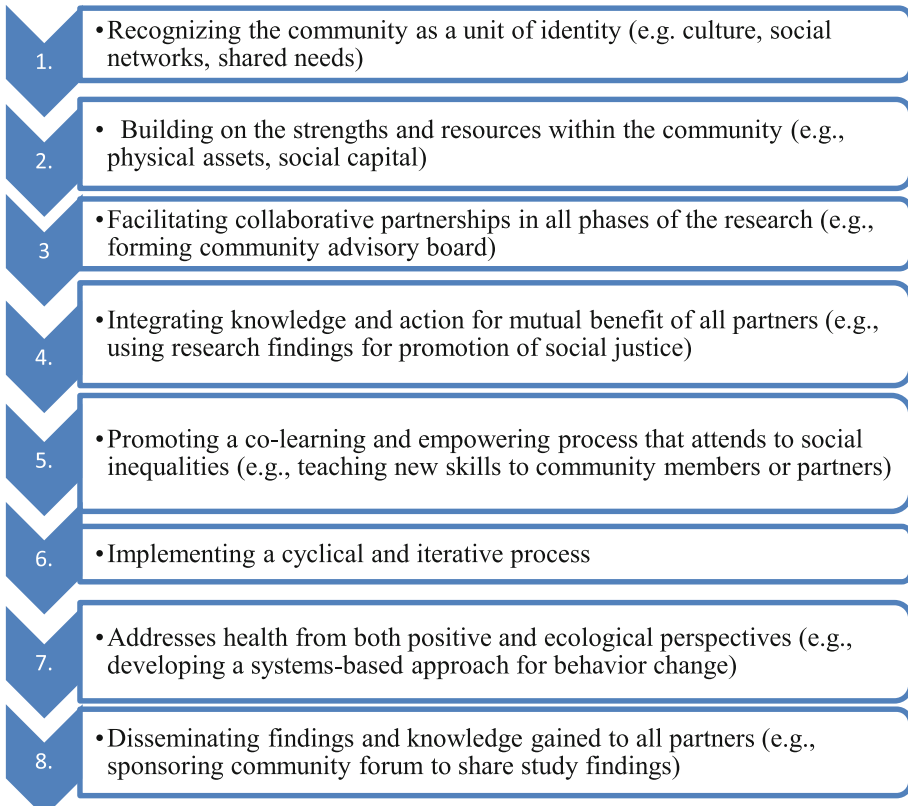 1.
•Recognizing the community as a unit of identity (e.g. culture, social
networks, shared needs)
2.
• Building on the strengths and resources within the community (e.g.,
physical assets, social capital)
3
•Facilitating collaborative partnerships in all phases of the research (e.g.,
forming community advisory board)
4.
•Integrating knowledge and action for mutual benefit of all partners (e.g.,
using research findings for promotion of social justice)
5.
•Promoting a co-learning and empowering process that attends to social
inequalities (e.g., teaching new skills to community members or partners)
6.
•Implementing a cyclical and iterative process
7.
•Addresses health from both positive and ecological perspectives (e.g.,
developing a systems-based approach for behavior change)
8.
•Disseminating findings and knowledge gained to all partners (e.g.,
sponsoring community forum to share study findings)